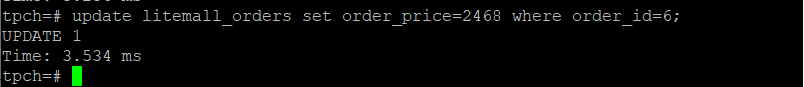 tpch=# update litemall_orders set order_price=2468 where order_id=6;
UPDATE 1
Time: 3.534 ms
tpch=#